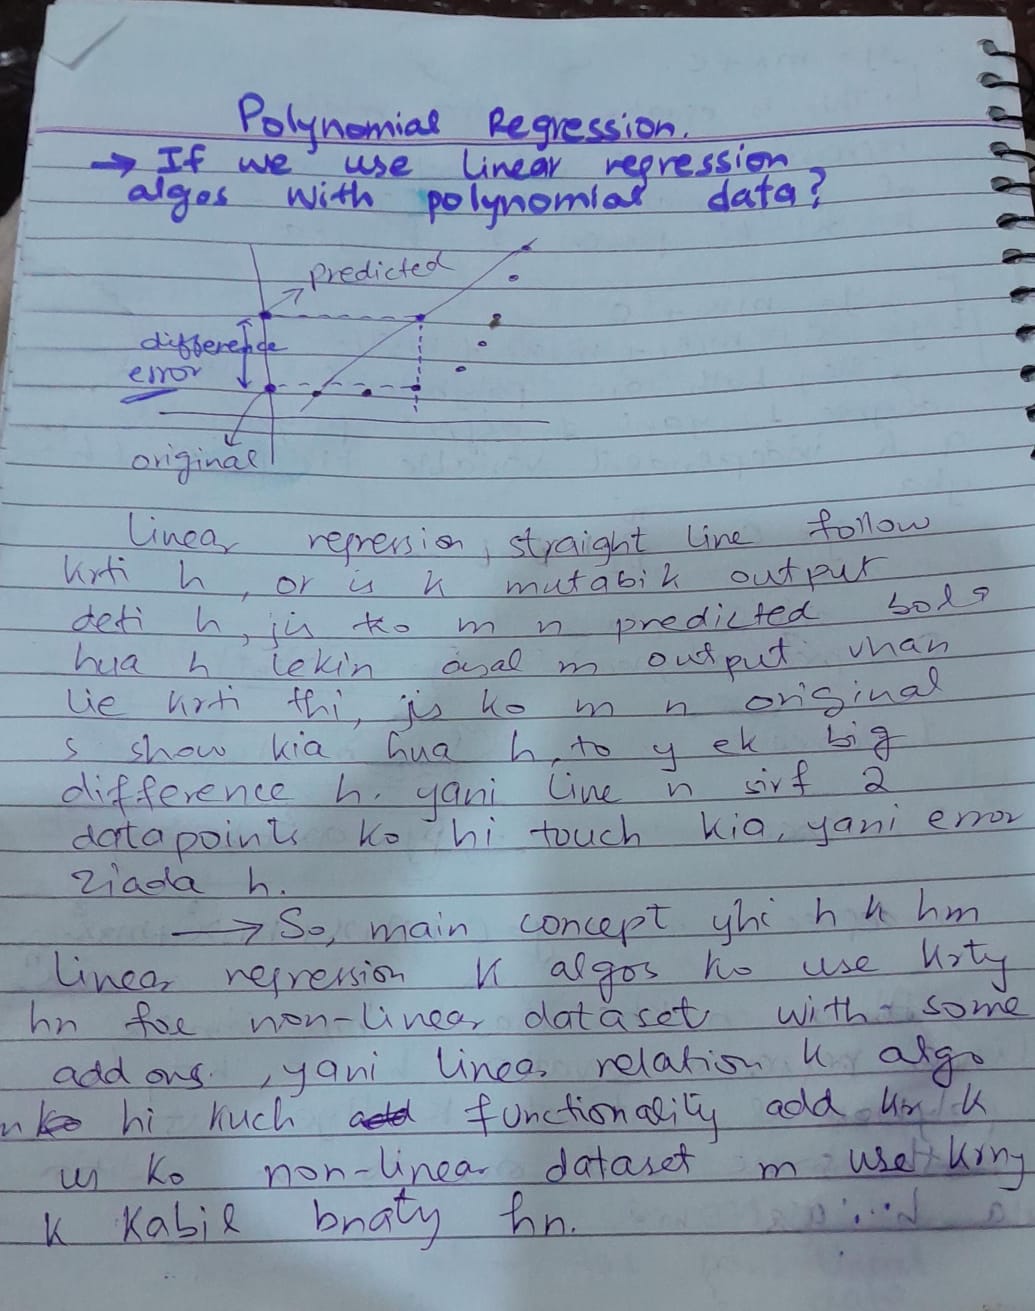 Polynomial Regression.
→ If we use linear regression
algos with polynomial data?
predicted
difference
error
original
linear regression, straight line follow
krti h, or is k mutabik output
deti h, jis ko m n predicted bola
hua h lekin asal m output vhan
lie krti thi, jis ko m n original
s show kia hua h, to y ek big
difference h. yani line n sirf 2
datapoints ko hi touch kia, yani error
ziada h.
→ So, main concept yhi h k hm
linear regression k algos ko use krty
hn foe non-linear dataset with some
add ons, yani linear relation k algo
hi kuch functionality add kr k
us ko non-linear dataset m use krny
k kabil bnaty hn.